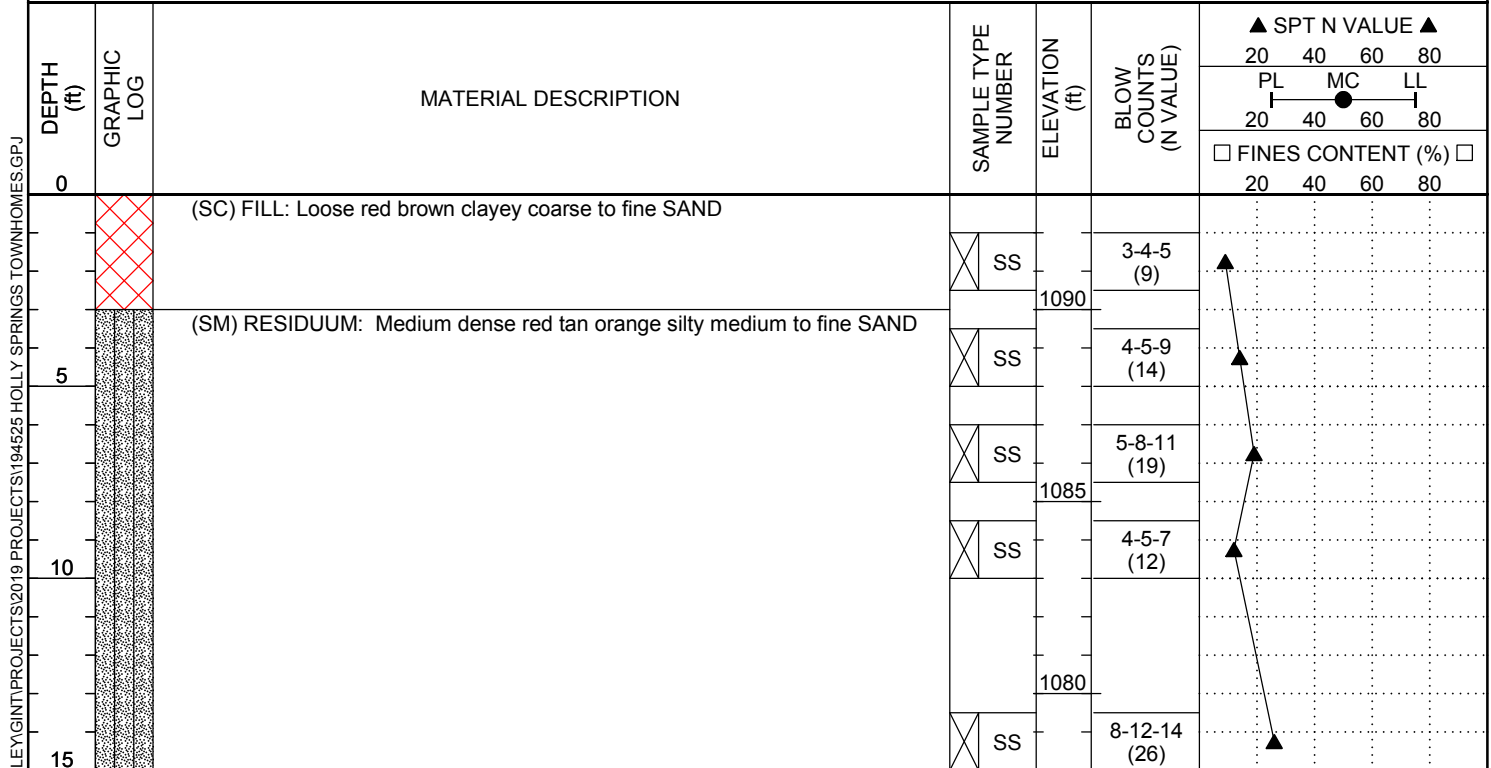 DEPTH
(ft)
GRAPHIC
LOG
MATERIAL DESCRIPTION
SAMPLE TYPE
NUMBER
ELEVATION
(ft)
BLOW
COUNTS
(N VALUE)
▲ SPT N VALUE ▲
20 40 60 80
PL MC LL
20 40 60 80
□ FINES CONTENT (%) □
20 40 60 80
0
(SC) FILL: Loose red brown clayey coarse to fine SAND
SS
3-4-5
(9)
1090
(SM) RESIDUUM: Medium dense red tan orange silty medium to fine SAND
SS
4-5-9
(14)
5
SS
5-8-11
(19)
1085
SS
4-5-7
(12)
10
1080
SS
8-12-14
(26)
15
LEY\GINT\PROJECTS\2019 PROJECTS\194525 HOLLY SPRINGS TOWNHOMES.GPJ